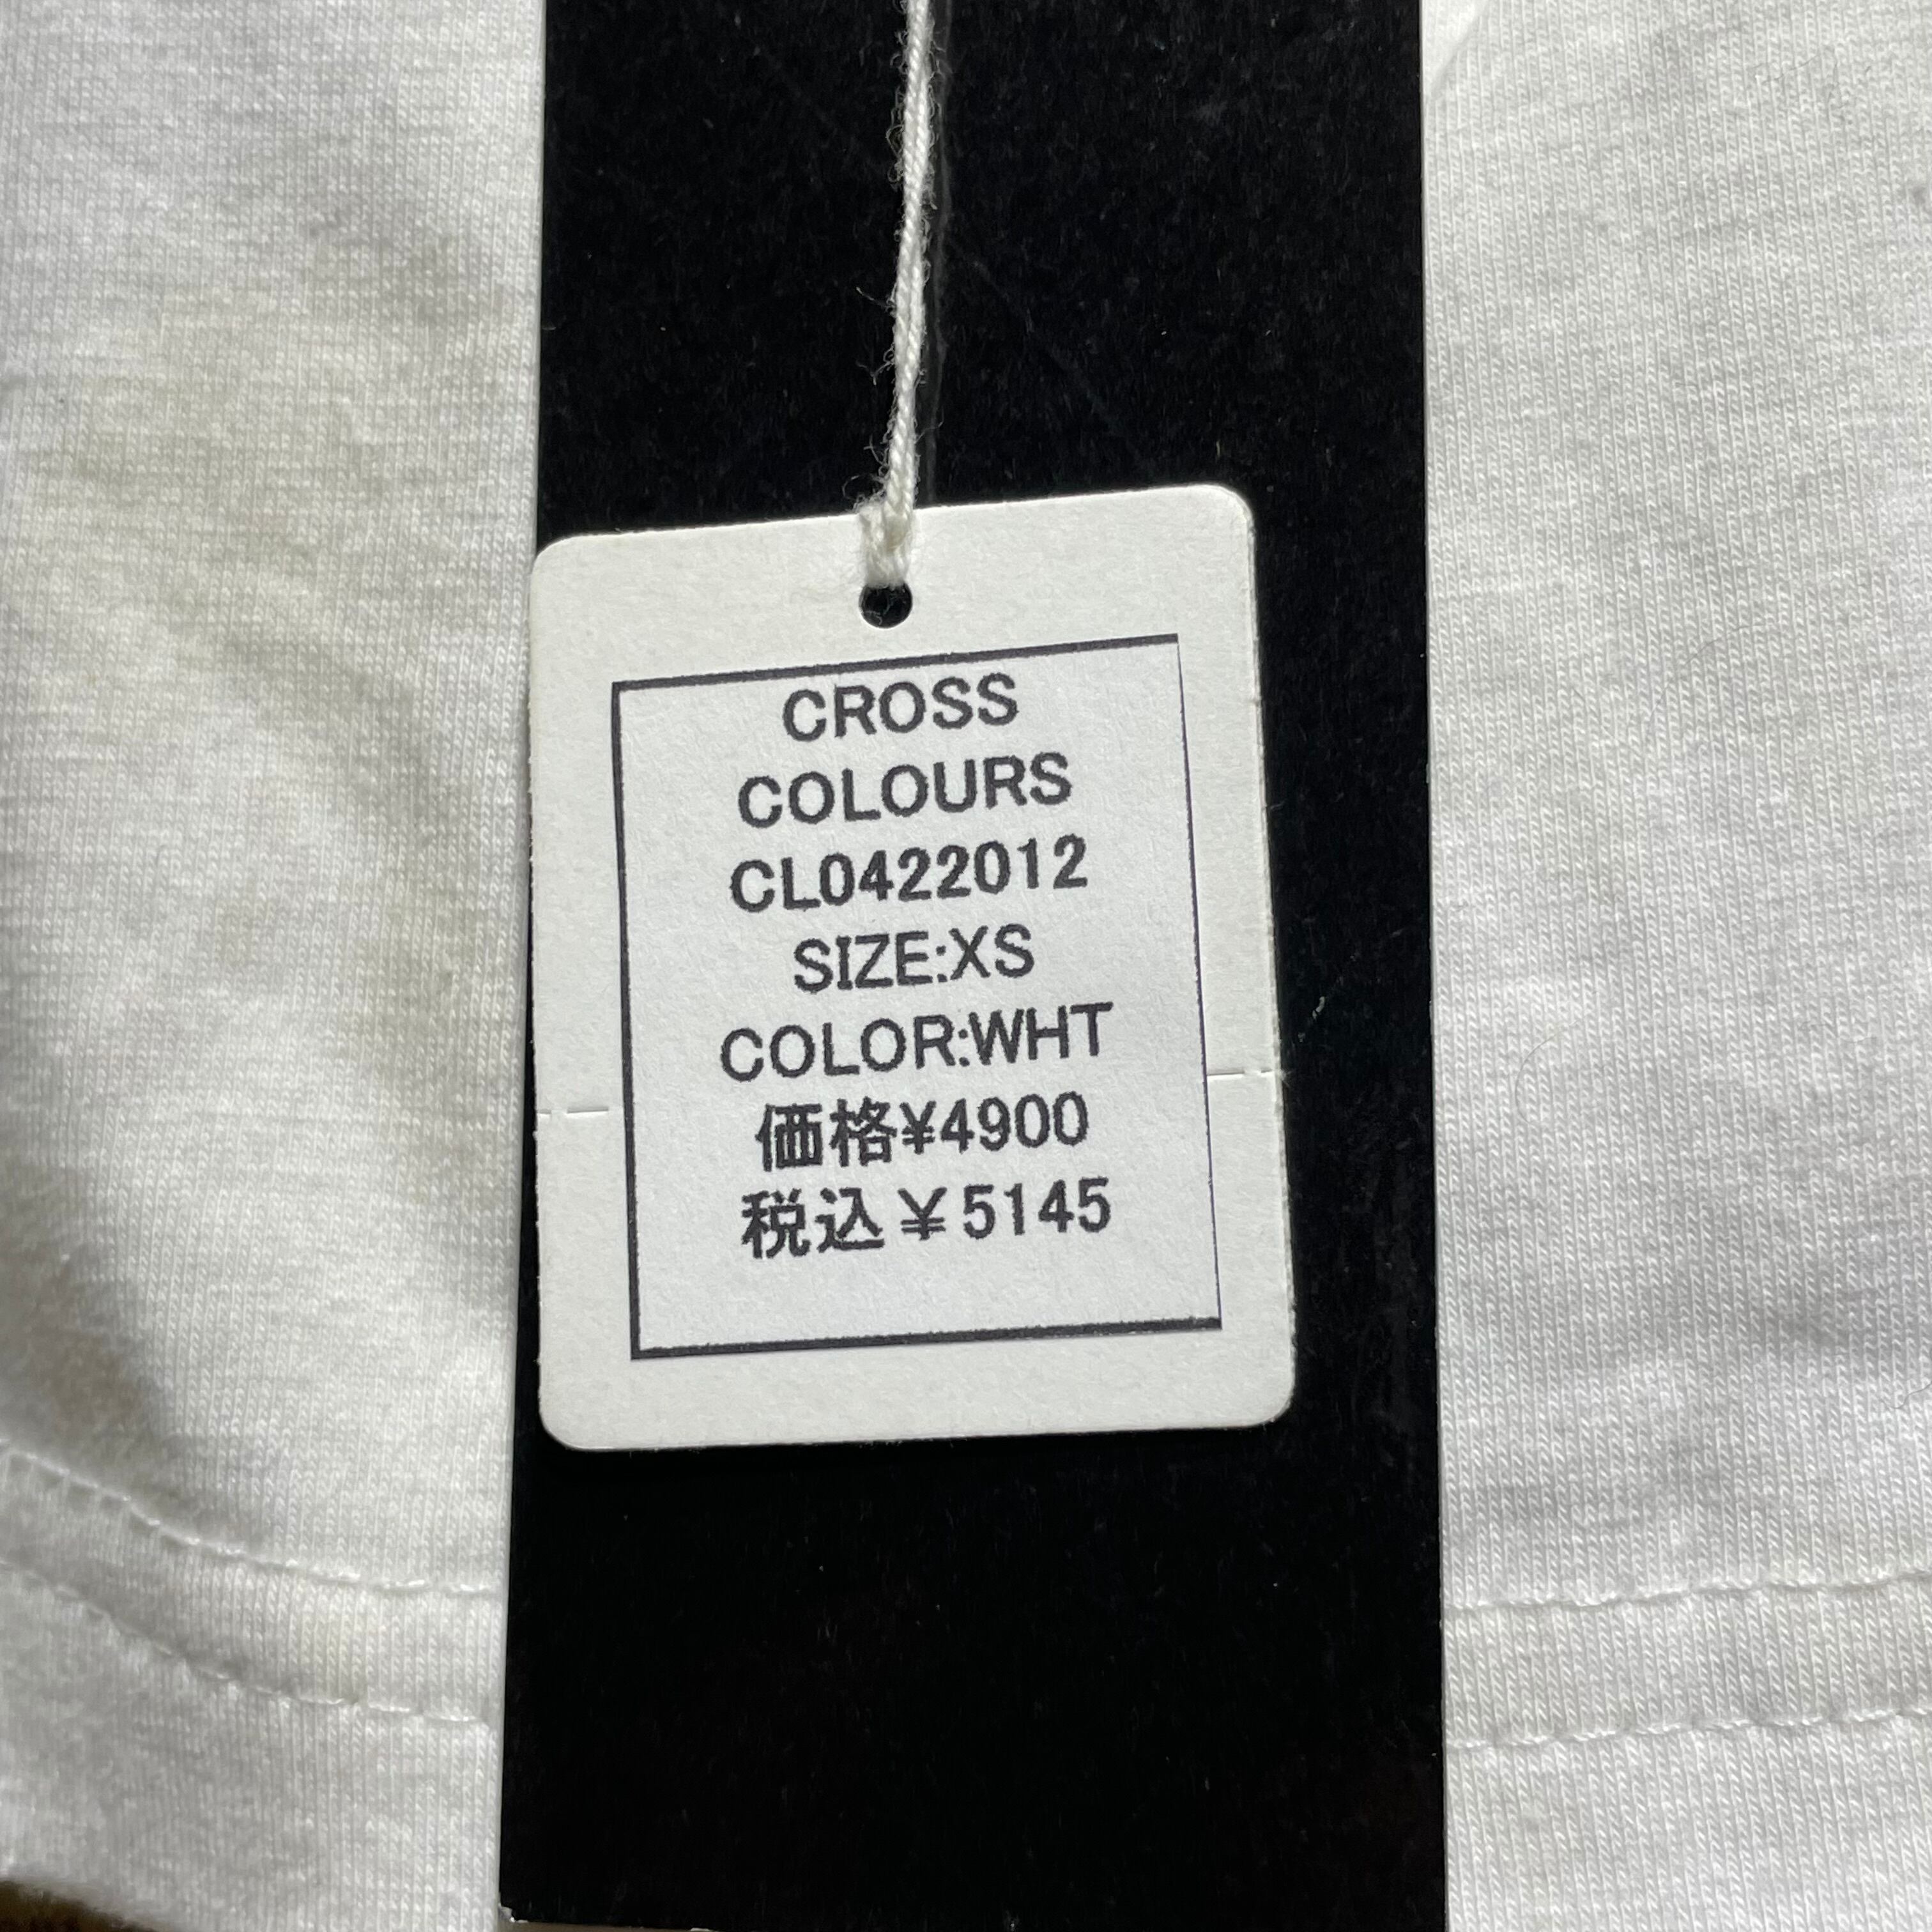 CROSS
COLOURS
CL0422012
SIZE:XS
COLOR:WHT
価格¥4900
税込￥5145